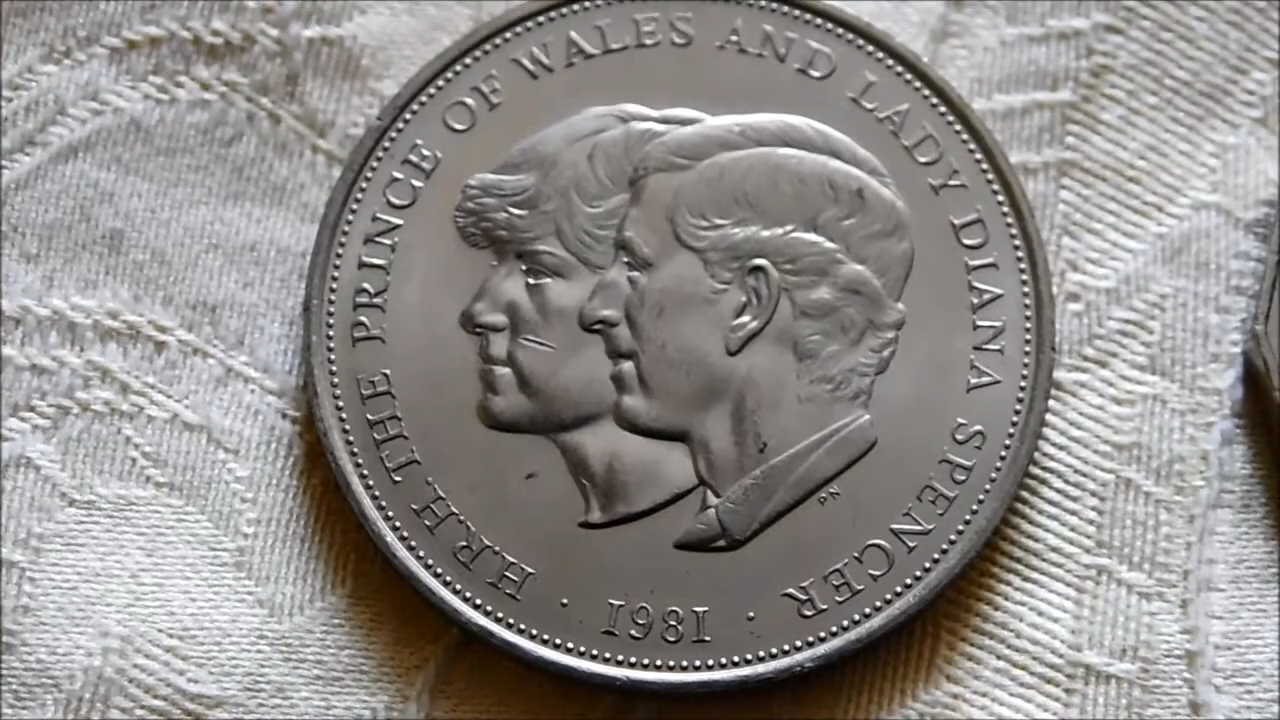 H.R.H. THE PRINCE OF WALES AND LADY DIANA SPENCER
· 1981 ·
PN